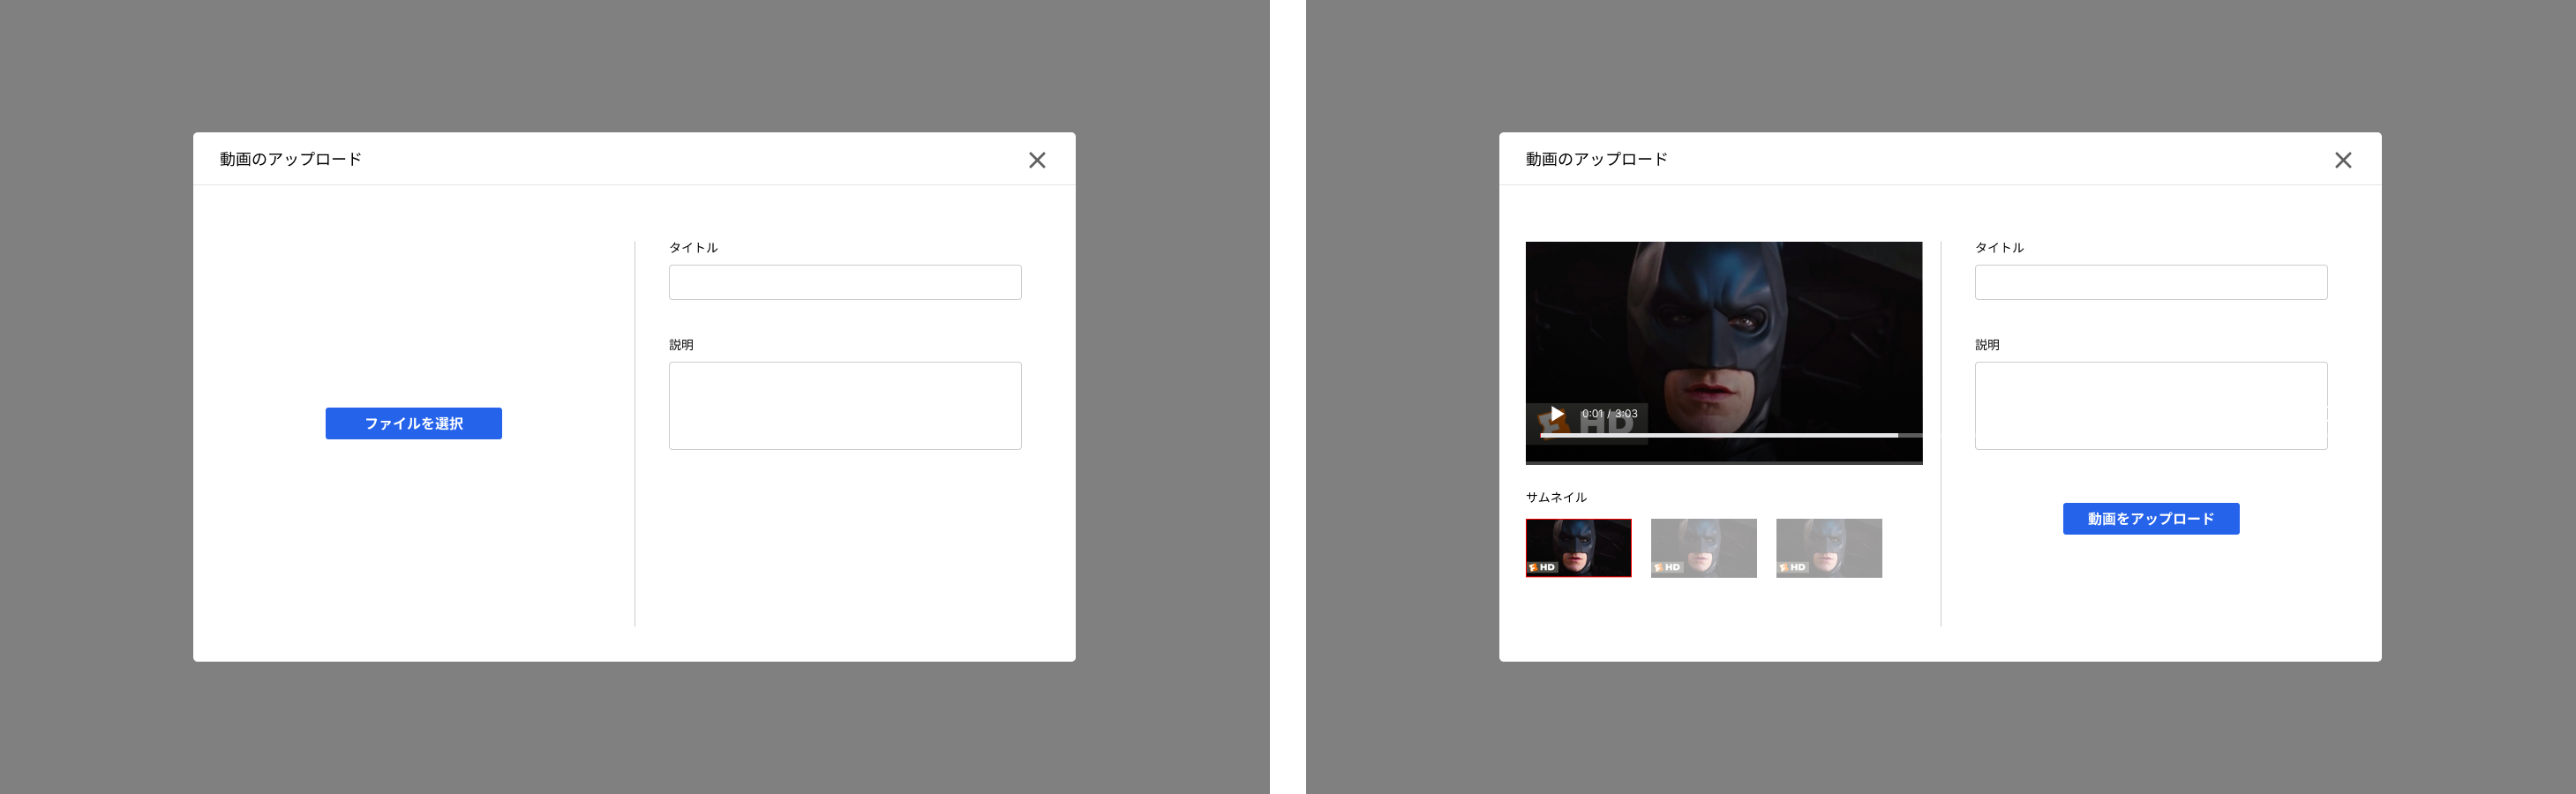 動画のアップロード
タイトル
説明
ファイルを選択
動画のアップロード
0:01 / 3:03
HD
サムネイル
HD
HD
HD
タイトル
説明
動画をアップロード